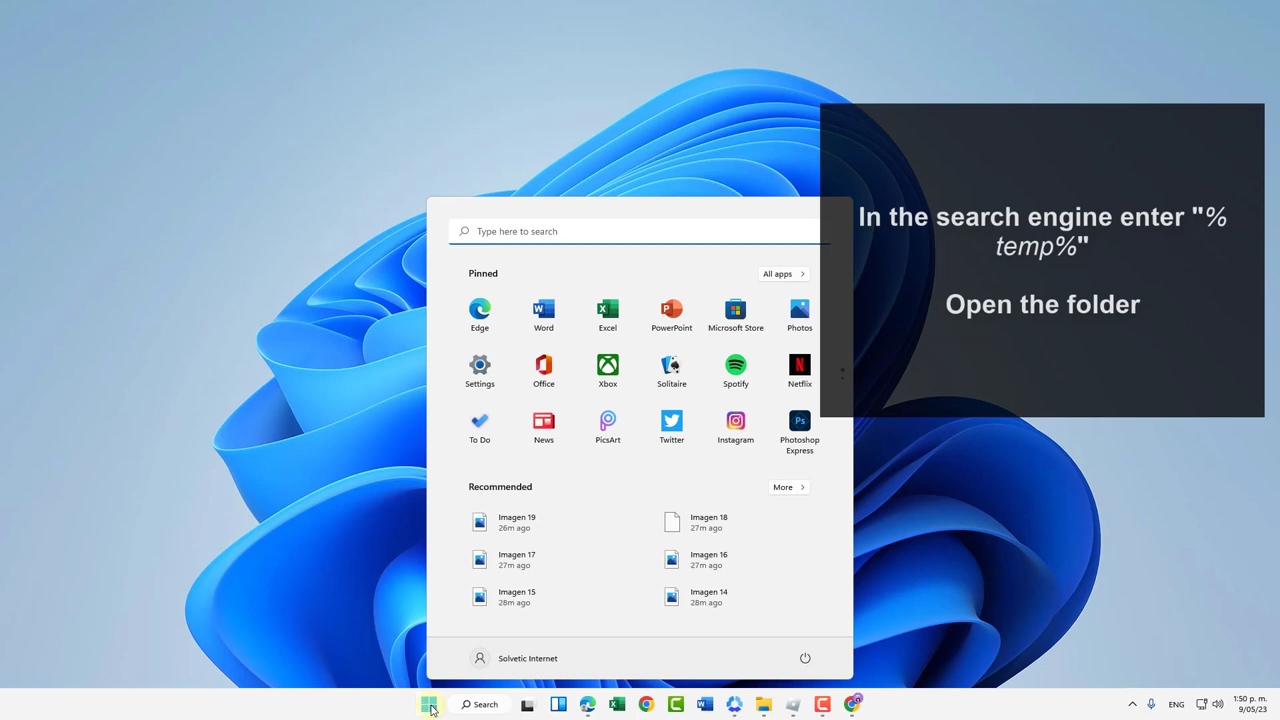 In the search engine enter "%
temp%"
Open the folder
Type here to search
Pinned
All apps
Edge
Word
Excel
PowerPoint
Microsoft Store
Photos
Settings
Office
Xbox
Solitaire
Spotify
Netflix
To Do
News
PicsArt
Twitter
Instagram
Photoshop
Express
Recommended
More
Imagen 19
26m ago
Imagen 18
27m ago
Imagen 17
27m ago
Imagen 16
27m ago
Imagen 15
28m ago
Imagen 14
28m ago
Solvetic Internet
Search
ENG
1:50 p. m.
9/05/23